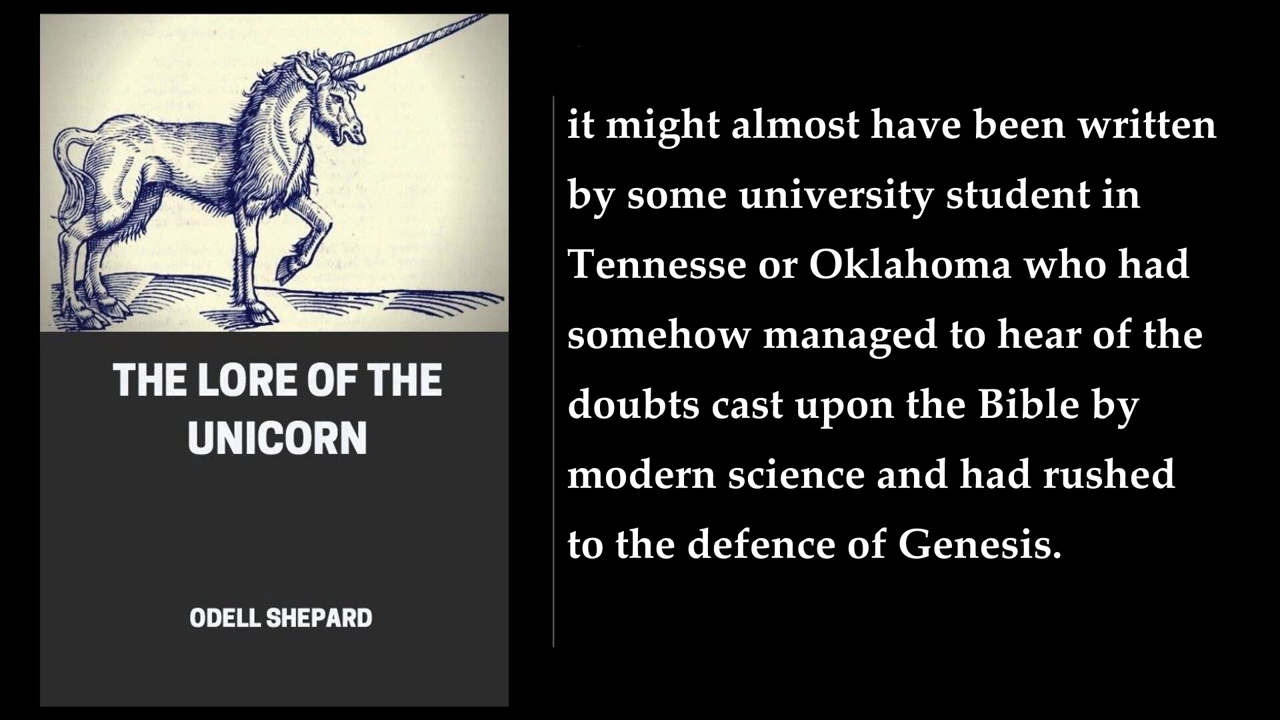 THE LORE OF THE
UNICORN
ODELL SHEPARD
it might almost have been written
by some university student in
Tennesse or Oklahoma who had
somehow managed to hear of the
doubts cast upon the Bible by
modern science and had rushed
to the defence of Genesis.